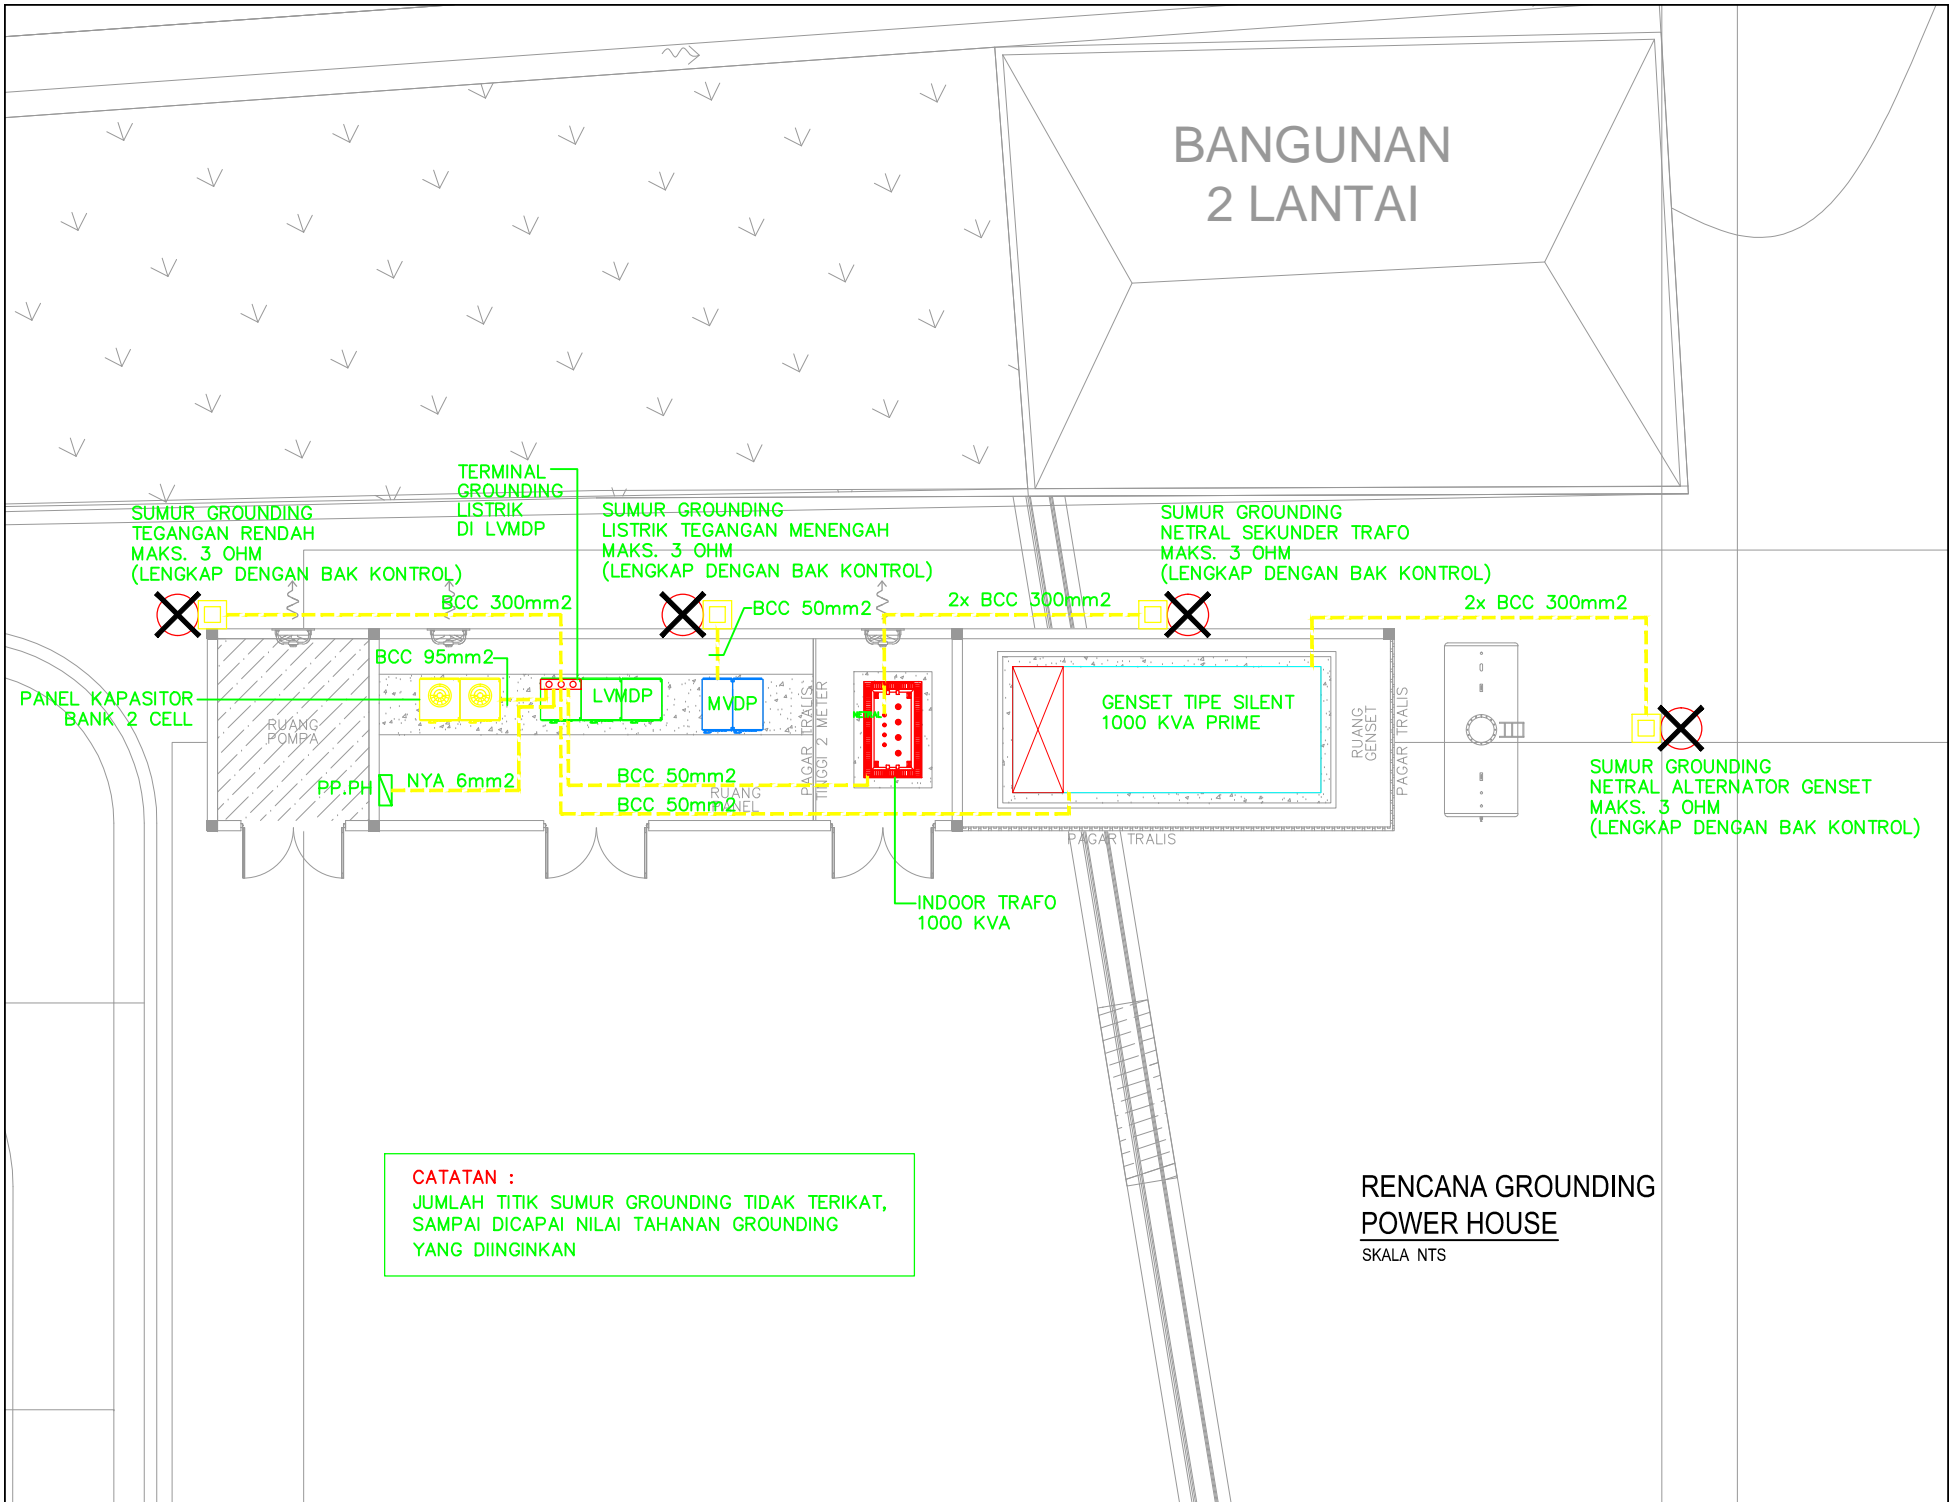 BANGUNAN
2 LANTAI
TERMINAL
GROUNDING
LISTRIK
DI LVMDP
SUMUR GROUNDING
TEGANGAN RENDAH
MAKS. 3 OHM
(LENGKAP DENGAN BAK KONTROL)
SUMUR GROUNDING
LISTRIK TEGANGAN MENENGAH
MAKS. 3 OHM
(LENGKAP DENGAN BAK KONTROL)
SUMUR GROUNDING
NETRAL SEKUNDER TRAFO
MAKS. 3 OHM
(LENGKAP DENGAN BAK KONTROL)
BCC 300mm2
BCC 50mm2
2x BCC 300mm2
2x BCC 300mm2
BCC 95mm2
PANEL KAPASITOR
BANK 2 CELL
RUANG
POMPA
LVMDP
MVDP
PAGAR TRALIS
TINGGI 2 METER
NETRAL
GENSET TIPE SILENT
1000 KVA PRIME
RUANG
GENSET
PAGAR TRALIS
PP.PH
NYA 6mm2
BCC 50mm2
BCC 50mm2
RUANG
PANEL
SUMUR GROUNDING
NETRAL ALTERNATOR GENSET
MAKS. 3 OHM
(LENGKAP DENGAN BAK KONTROL)
PAGAR TRALIS
INDOOR TRAFO
1000 KVA
CATATAN :
JUMLAH TITIK SUMUR GROUNDING TIDAK TERIKAT,
SAMPAI DICAPAI NILAI TAHANAN GROUNDING
YANG DIINGINKAN
RENCANA GROUNDING
POWER HOUSE
SKALA NTS